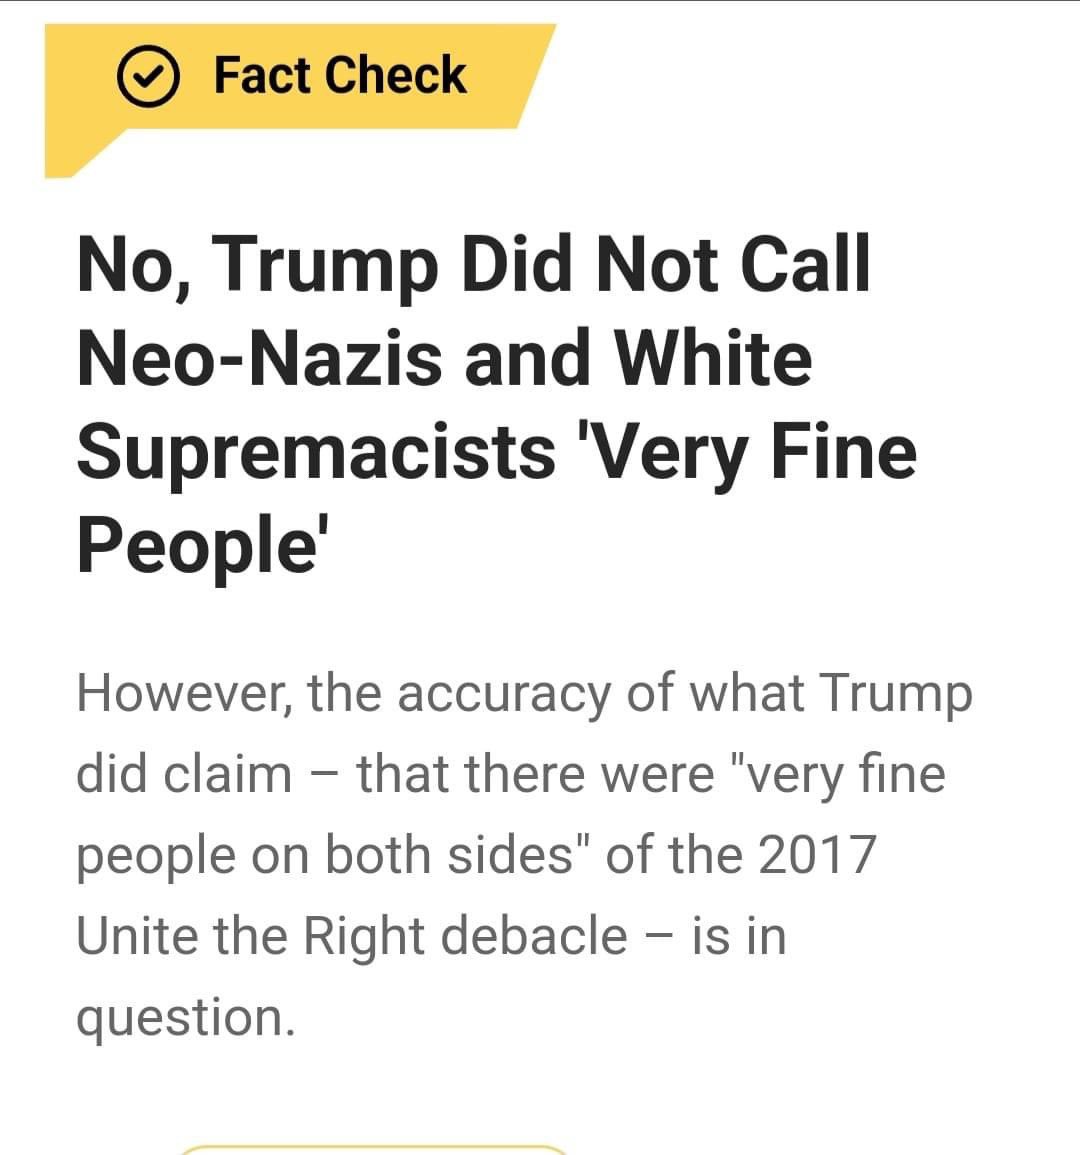 Fact Check
No, Trump Did Not Call
Neo-Nazis and White
Supremacists 'Very Fine
People'
However, the accuracy of what Trump
did claim – that there were "very fine
people on both sides" of the 2017
Unite the Right debacle – is in
question.